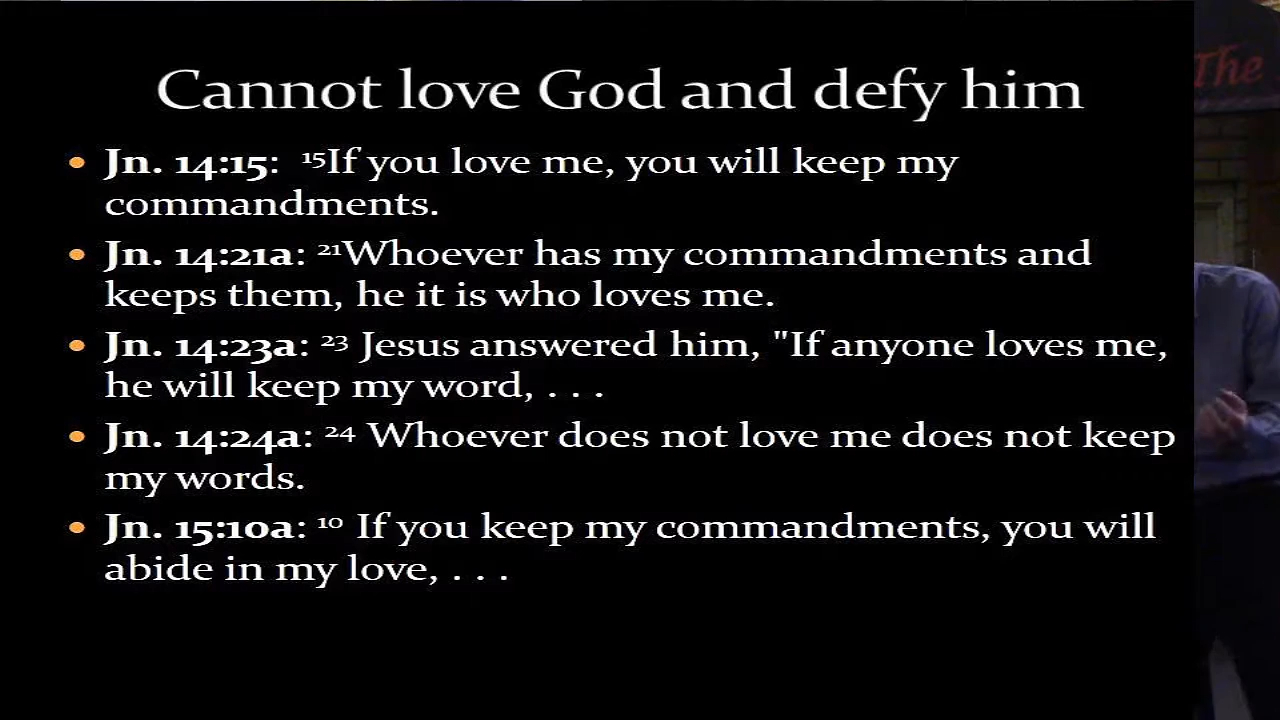 Cannot love God and defy him
The
• Jn. 14:15: 15If you love me, you will keep my
commandments.
• Jn. 14:21a: 21Whoever has my commandments and
keeps them, he it is who loves me.
• Jn. 14:23a: 23 Jesus answered him, "If anyone loves me,
he will keep my word, . . .
• Jn. 14:24a: 24 Whoever does not love me does not keep
my words.
• Jn. 15:10a: 10 If you keep my commandments, you will
abide in my love, . . .